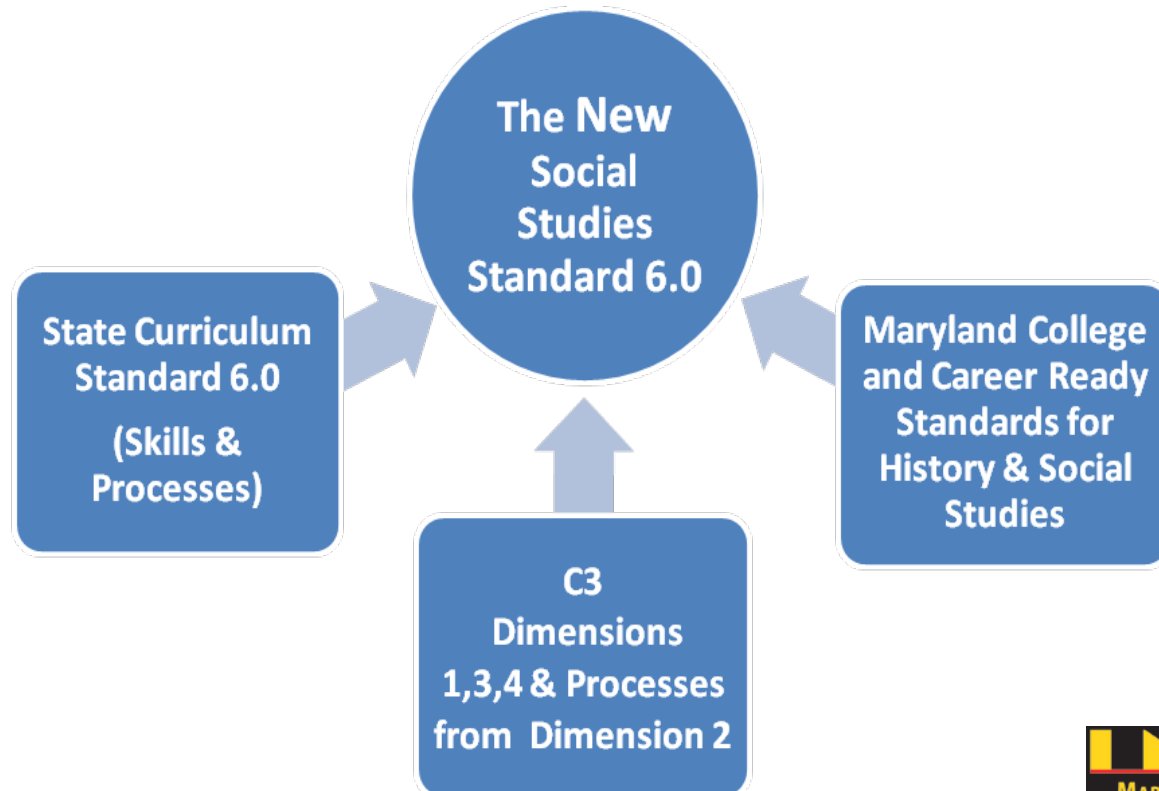 The New
Social
Studies
Standard 6.0
State Curriculum
Standard 6.0
(Skills &
Processes)
Maryland College
and Career Ready
Standards for
History & Social
Studies
C3
Dimensions
1,3,4 & Processes
from Dimension 2